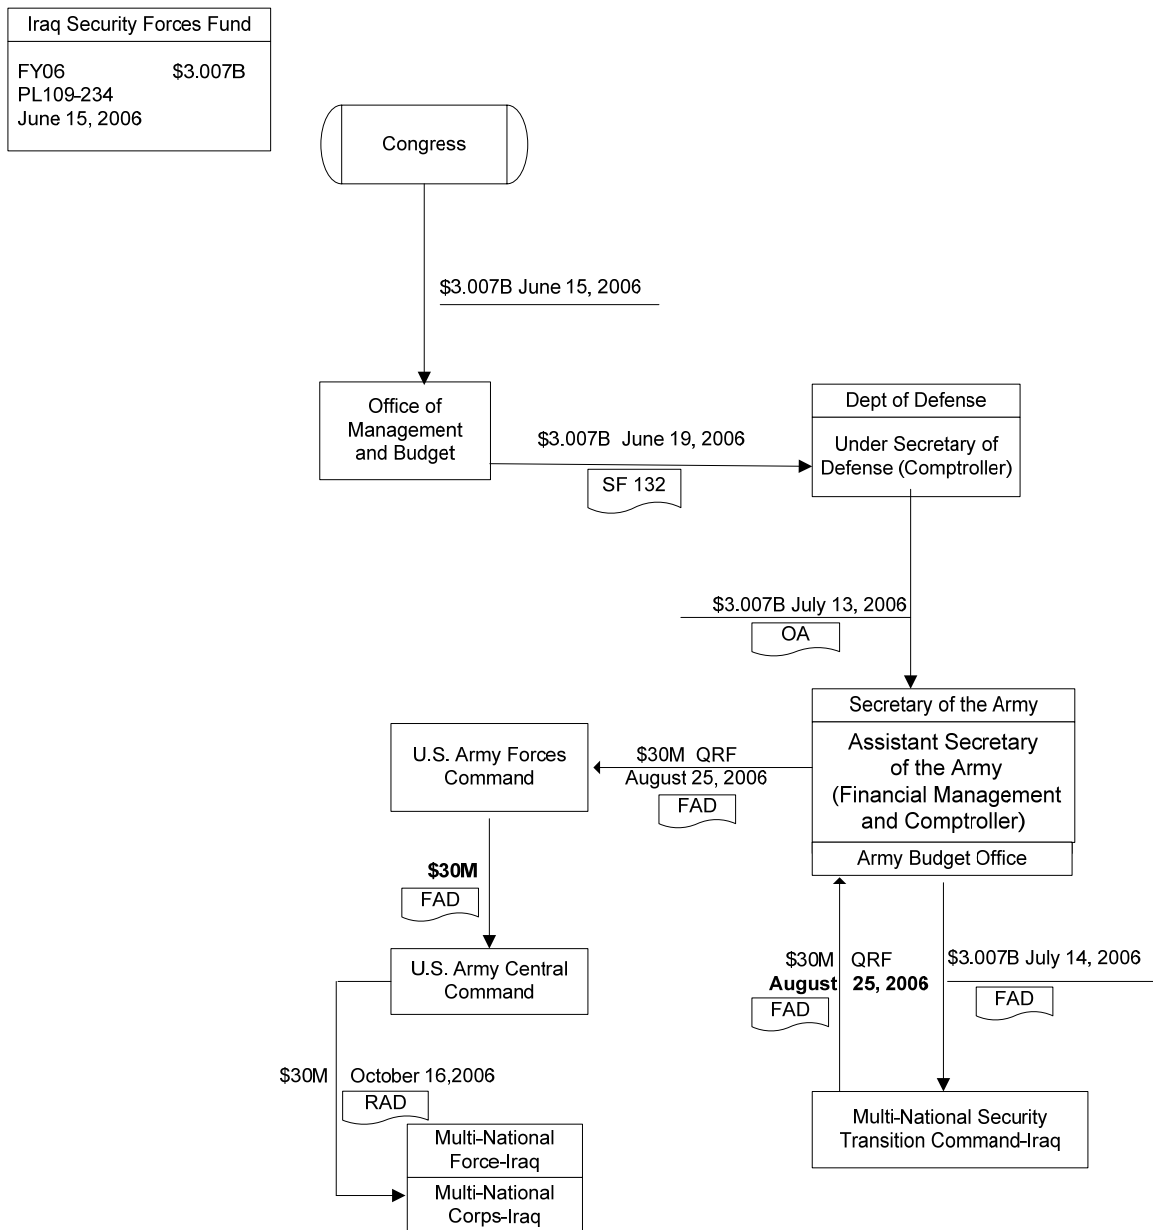 Iraq Security Forces Fund
FY06 $3.007B
PL109-234
June 15, 2006
Congress
$3.007B June 15, 2006
Office of
Management
and Budget
$3.007B June 19, 2006
SF 132
Dept of Defense
Under Secretary of
Defense (Comptroller)
$3.007B July 13, 2006
OA
Secretary of the Army
Assistant Secretary
of the Army
(Financial Management
and Comptroller)
Army Budget Office
$30M QRF
August 25, 2006
FAD
U.S. Army Forces
Command
$30M
FAD
U.S. Army Central
Command
$30M QRF
August 25, 2006
FAD
$3.007B July 14, 2006
FAD
$30M October 16,2006
RAD
Multi-National
Force-Iraq
Multi-National
Corps-Iraq
Multi-National Security
Transition Command-Iraq